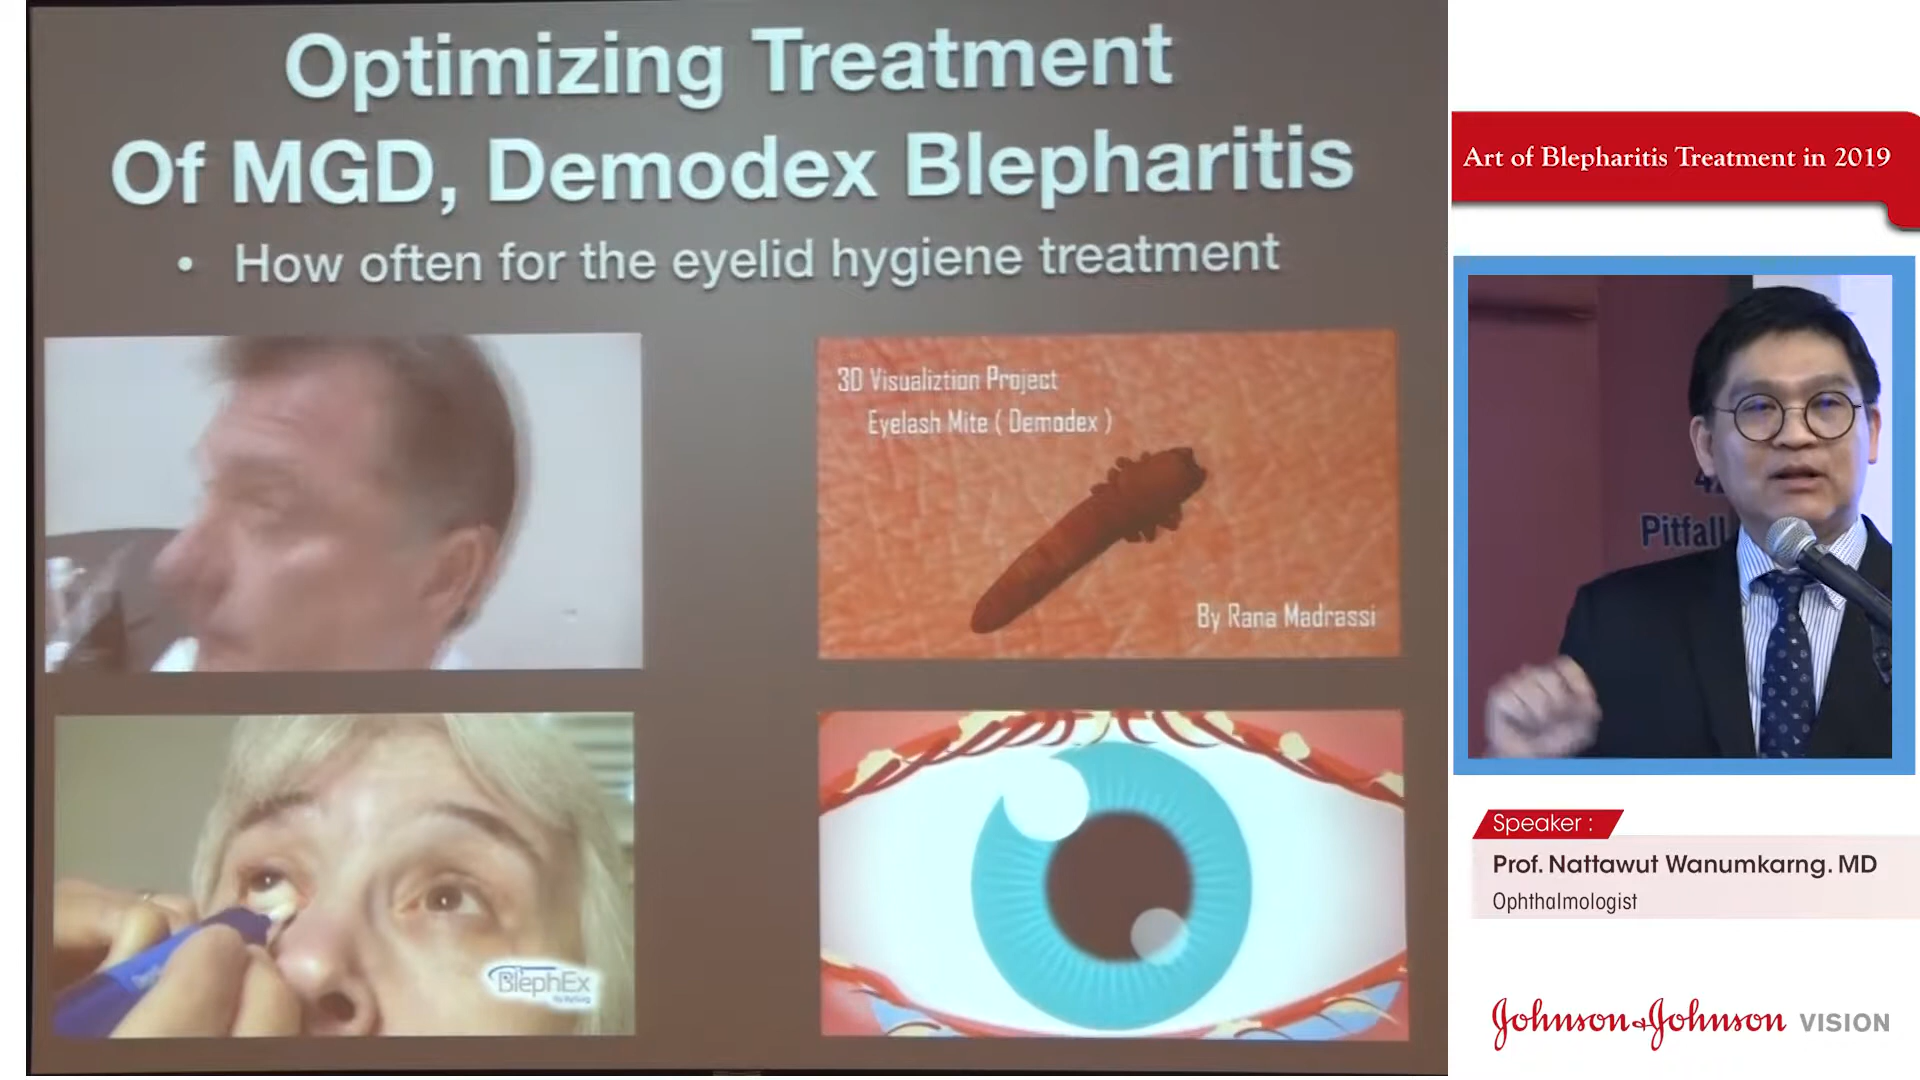 Optimizing Treatment
Of MGD, Demodex Blepharitis
• How often for the eyelid hygiene treatment
3D Visualiztion Project
Eyelash Mite ( Demodex )
By Rana Madrassi
BlephEx
Art of Blepharitis Treatment in 2019
Pitfall
Speaker :
Prof. Nattawut Wanumkarng. MD
Ophthalmologist
Johnson & Johnson VISION